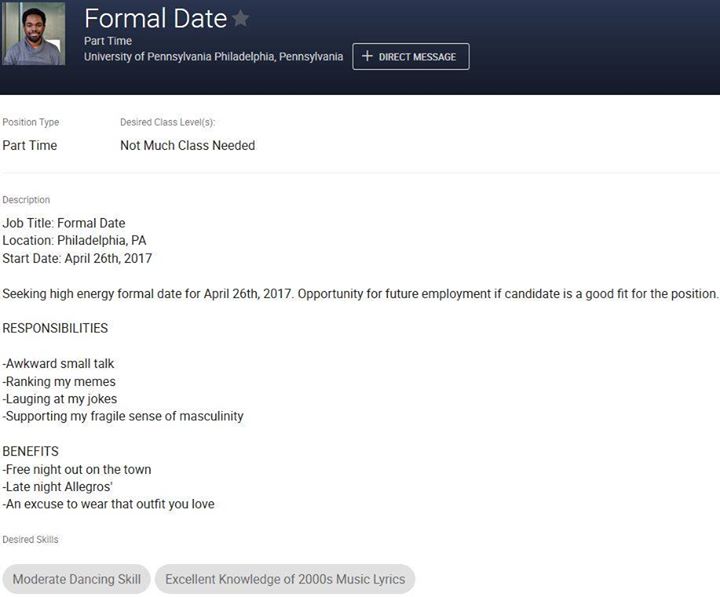 Formal Date
Part Time
University of Pennsylvania Philadelphia, Pennsylvania
+ DIRECT MESSAGE
Position Type
Desired Class Level(s):
Part Time
Not Much Class Needed
Description
Job Title: Formal Date
Location: Philadelphia, PA
Start Date: April 26th, 2017
Seeking high energy formal date for April 26th, 2017. Opportunity for future employment if candidate is a good fit for the position.
RESPONSIBILITIES
-Awkward small talk
-Ranking my memes
-Lauging at my jokes
-Supporting my fragile sense of masculinity
BENEFITS
-Free night out on the town
-Late night Allegros'
-An excuse to wear that outfit you love
Desired Skills
Moderate Dancing Skill
Excellent Knowledge of 2000s Music Lyrics